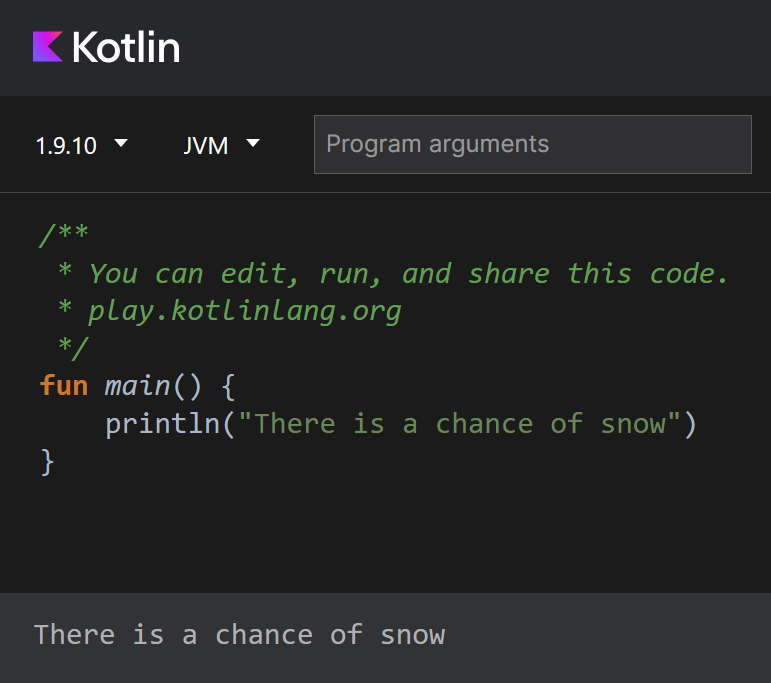 Kotlin
1.9.10 JVM Program arguments
/**
 * You can edit, run, and share this code.
 * play.kotlinlang.org
 */
fun main() {
    println("There is a chance of snow")
}
There is a chance of snow